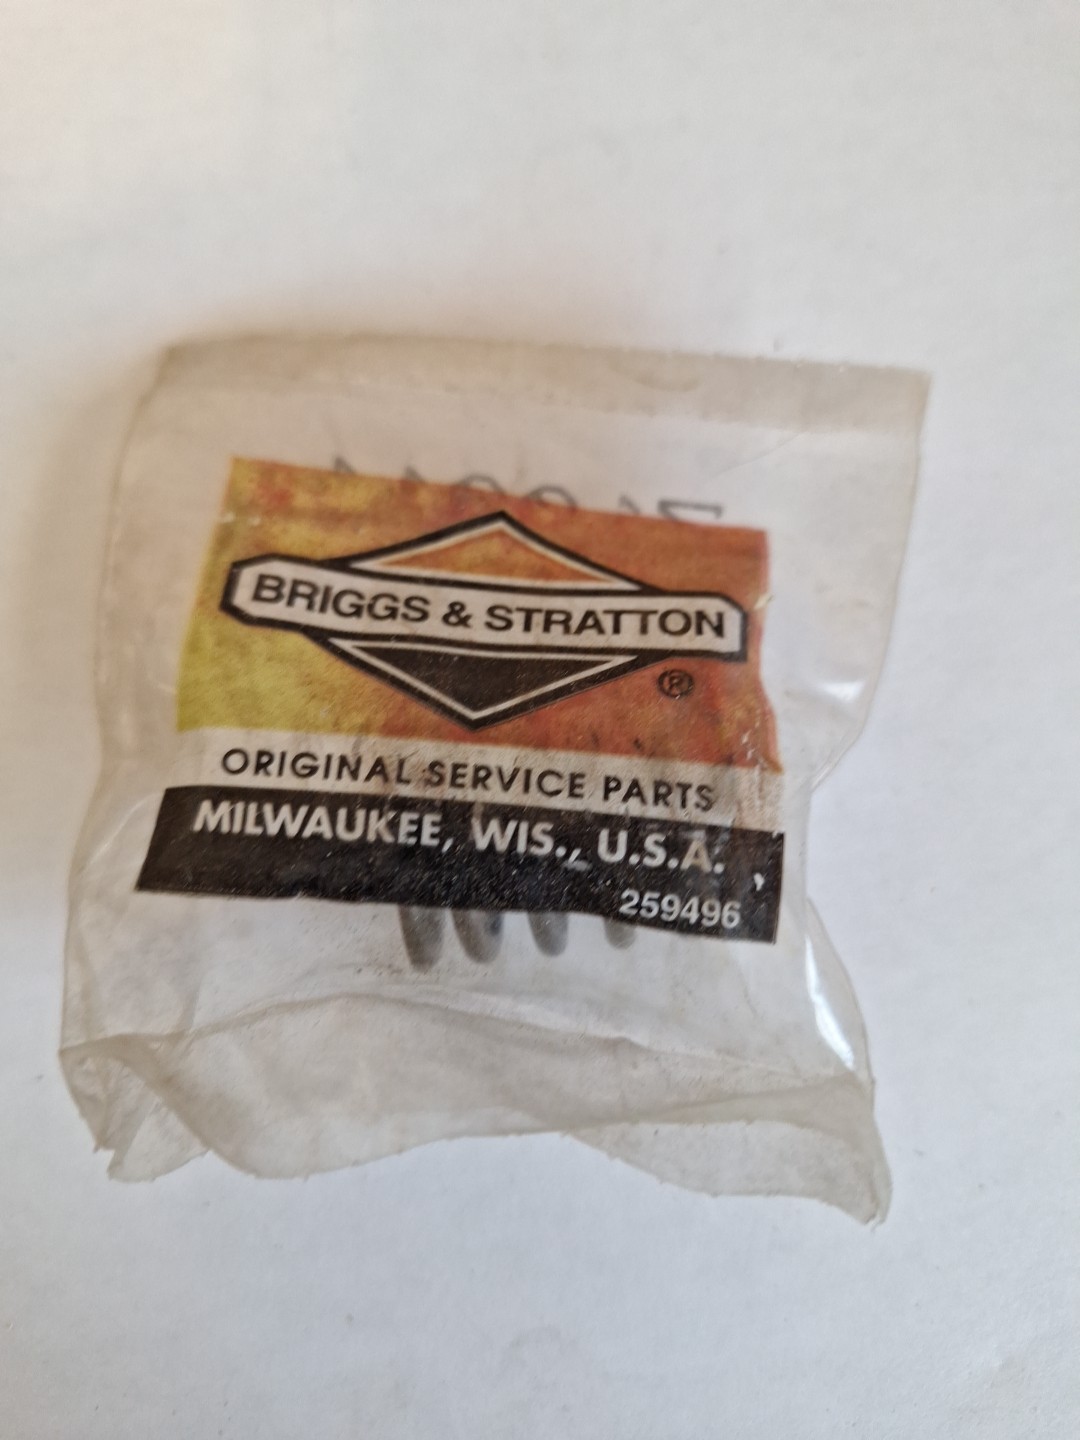 BRIGGS & STRATTON
®
ORIGINAL SERVICE PARTS
MILWAUKEE, WIS., U.S.A.
259496